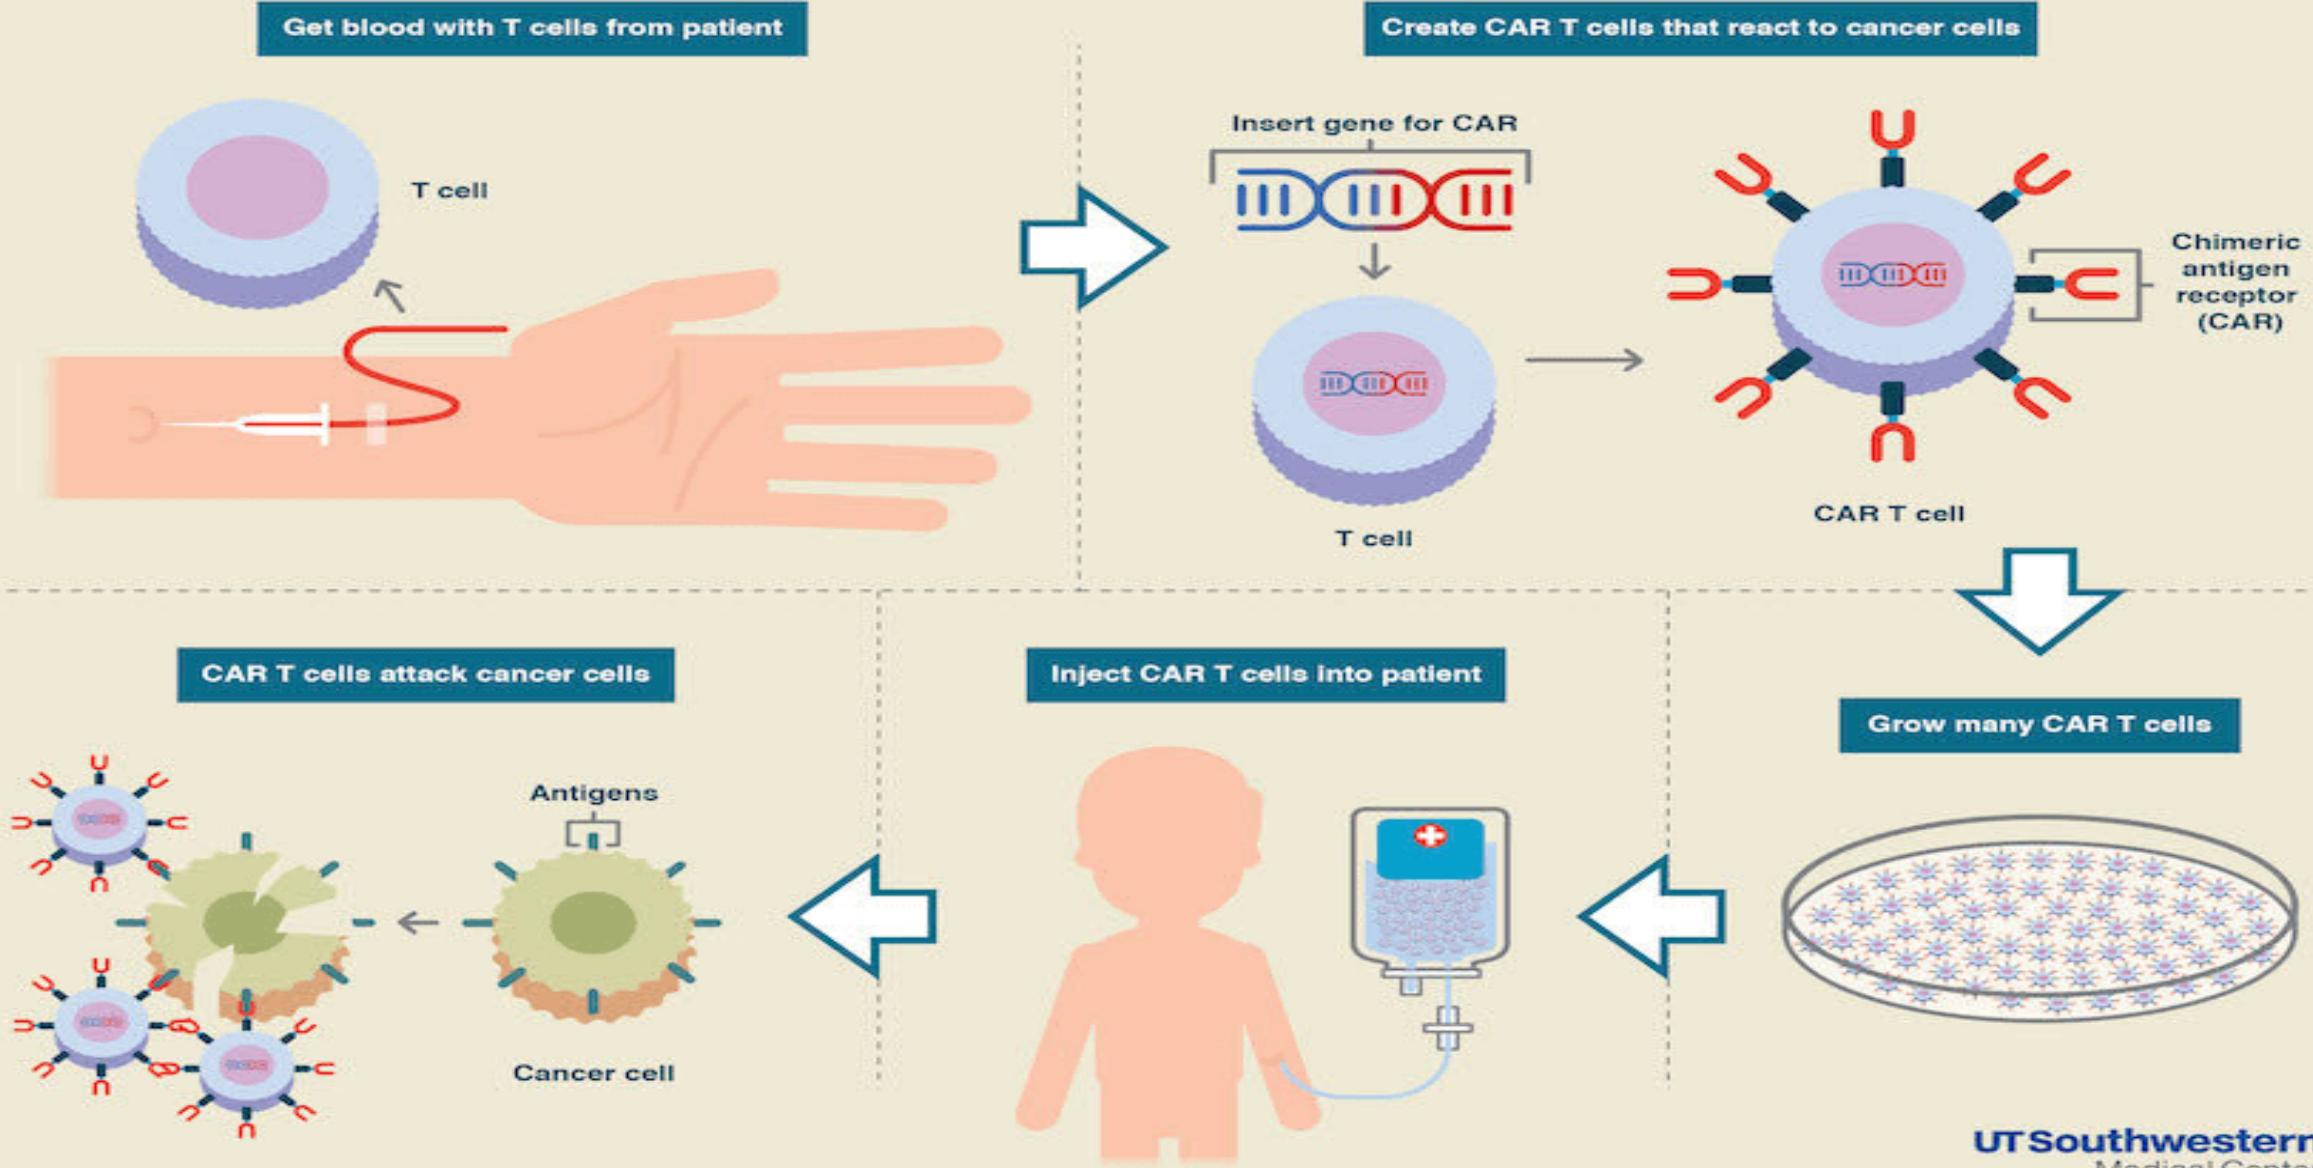 Get blood with T cells from patient
T cell
Create CAR T cells that react to cancer cells
Insert gene for CAR
T cell
CAR T cell
Chimeric
antigen
receptor
(CAR)
Grow many CAR T cells
Inject CAR T cells into patient
CAR T cells attack cancer cells
Antigens
Cancer cell
UTSouthwestern
Medical Center